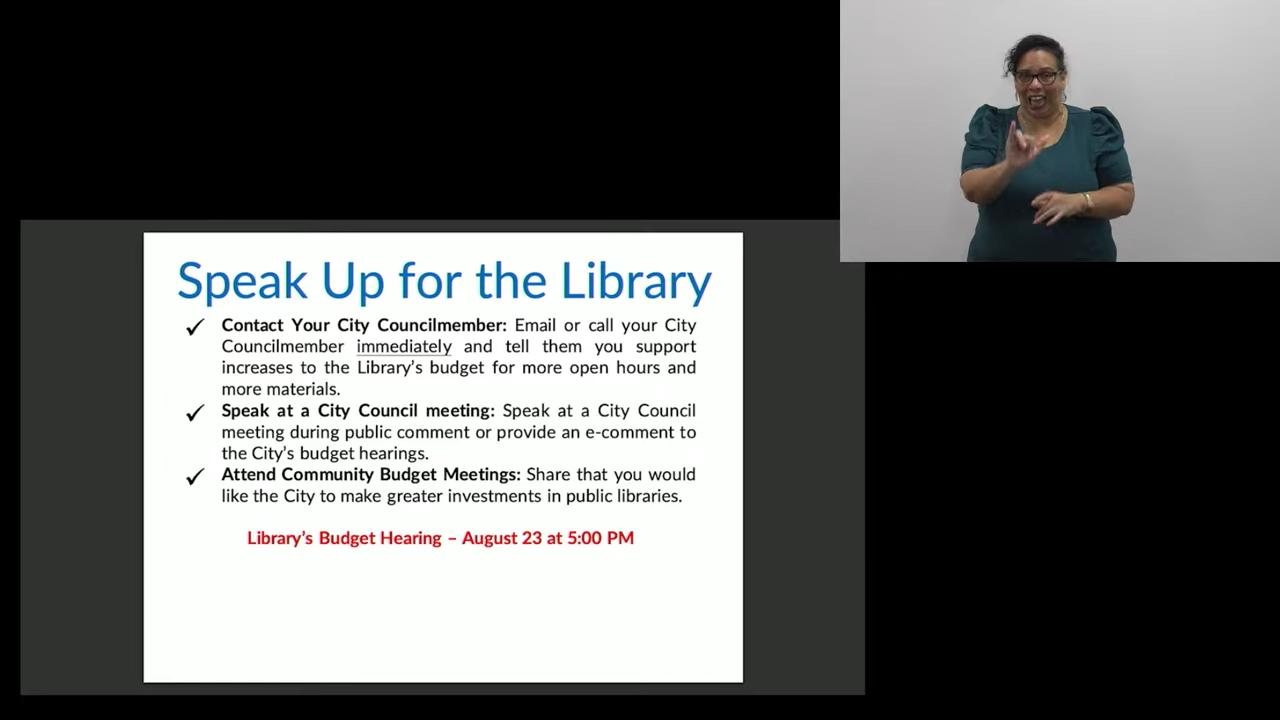 Speak Up for the Library
✓ Contact Your City Councilmember: Email or call your City
Councilmember immediately and tell them you support
increases to the Library's budget for more open hours and
more materials.
✓ Speak at a City Council meeting: Speak at a City Council
meeting during public comment or provide an e-comment to
the City's budget hearings.
✓ Attend Community Budget Meetings: Share that you would
like the City to make greater investments in public libraries.
Library's Budget Hearing – August 23 at 5:00 PM